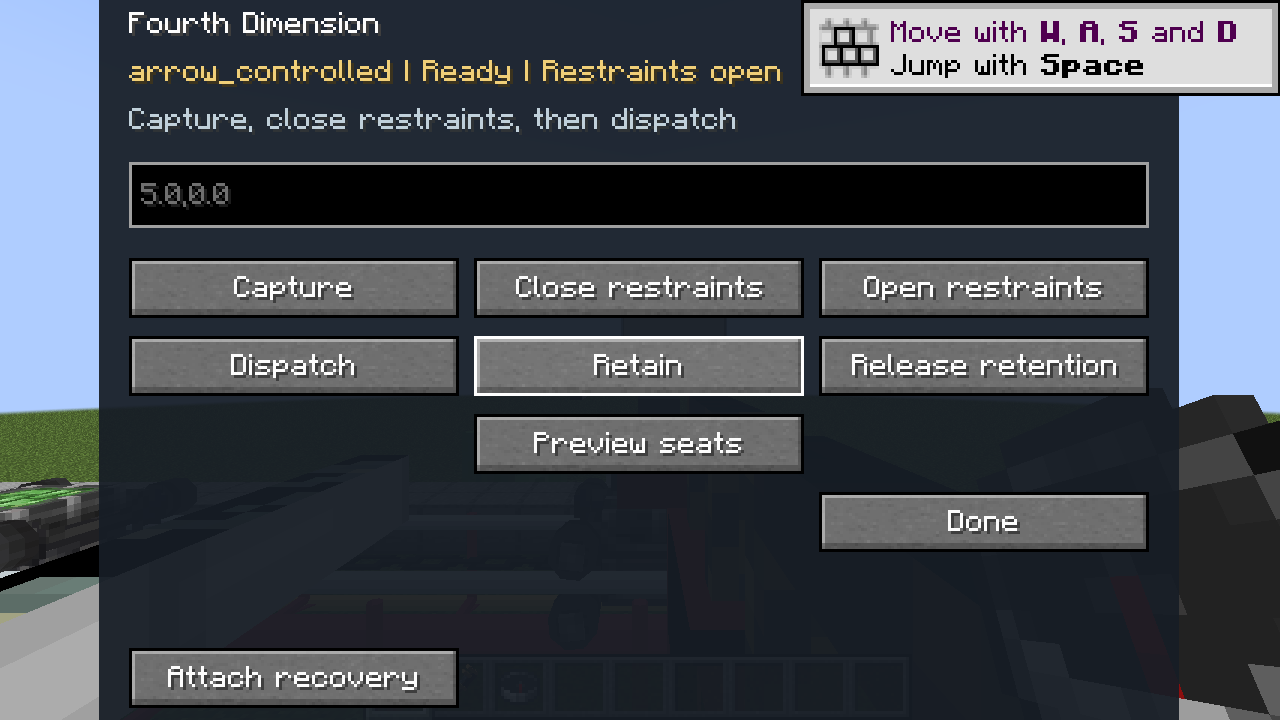 Fourth Dimension
Move with W, A, S and D
Jump with Space
arrow_controlled | Ready | Restraints open
Capture, close restraints, then dispatch
5.0,0.0
Capture
Close restraints
Open restraints
Dispatch
Retain
Release retention
Preview seats
Done
Attach recovery